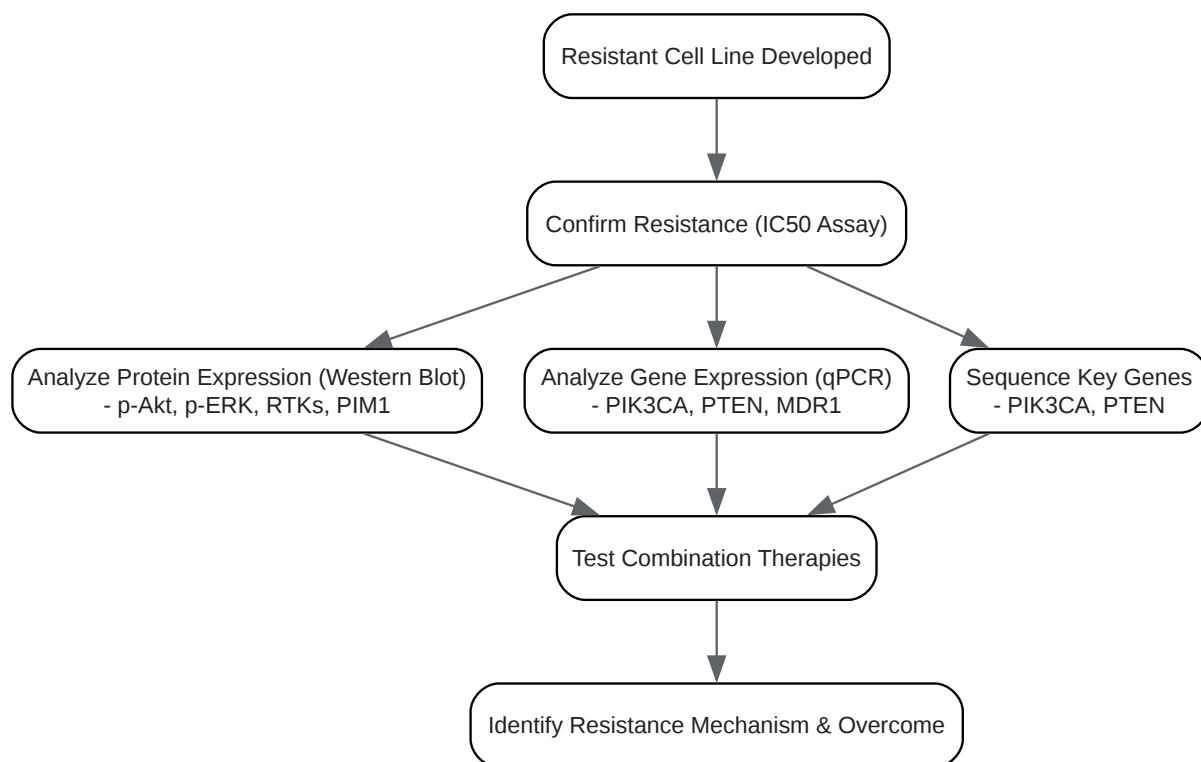 Resistant Cell Line Developed
Confirm Resistance (IC50 Assay)
Analyze Protein Expression (Western Blot)
- p-Akt, p-ERK, RTKs, PIM1
Analyze Gene Expression (qPCR)
- PIK3CA, PTEN, MDR1
Sequence Key Genes
- PIK3CA, PTEN
Test Combination Therapies
Identify Resistance Mechanism & Overcome